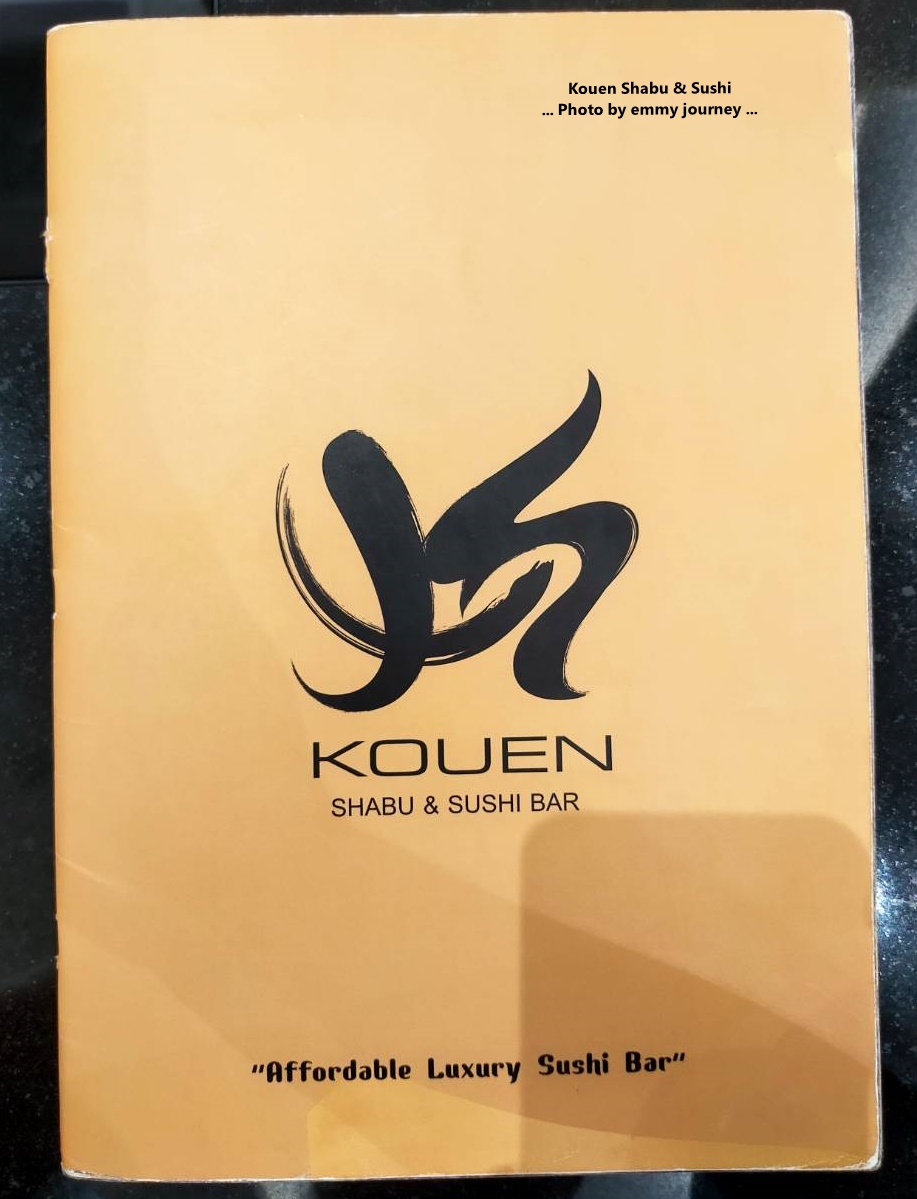 Kouen Shabu & Sushi
... Photo by emmy journey ...
KOUEN
SHABU & SUSHI BAR
"Affordable Luxury Sushi Bar"